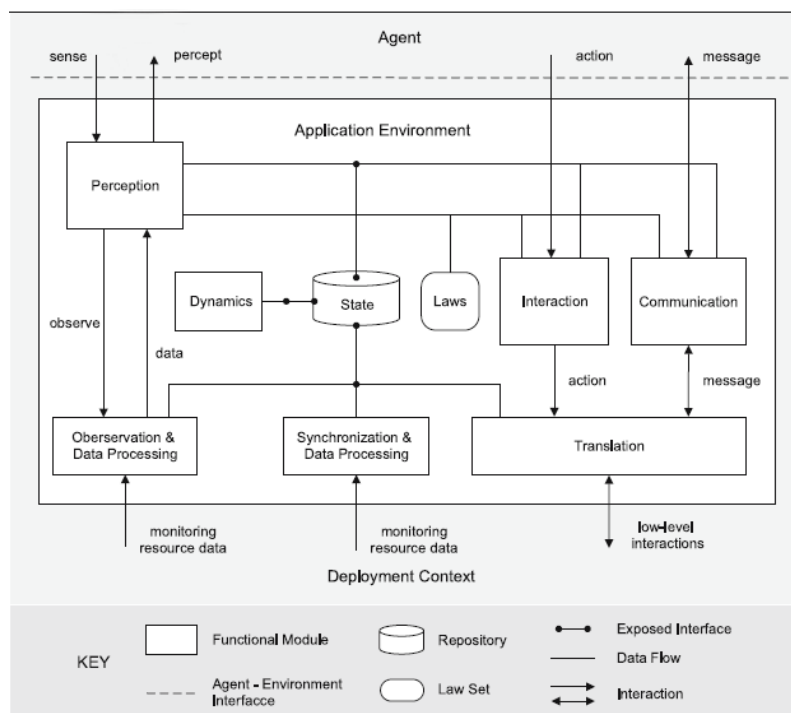 Agent
sense
percept
action
message
Application Environment
Perception
Dynamics
State
Laws
Interaction
Communication
observe
data
action
message
Oberservation &
Data Processing
Synchronization &
Data Processing
Translation
monitoring
resource data
monitoring
resource data
low-level
interactions
Deployment Context
KEY
Functional Module
Repository
Exposed Interface
Data Flow
Agent - Environment
Interfacce
Law Set
Interaction